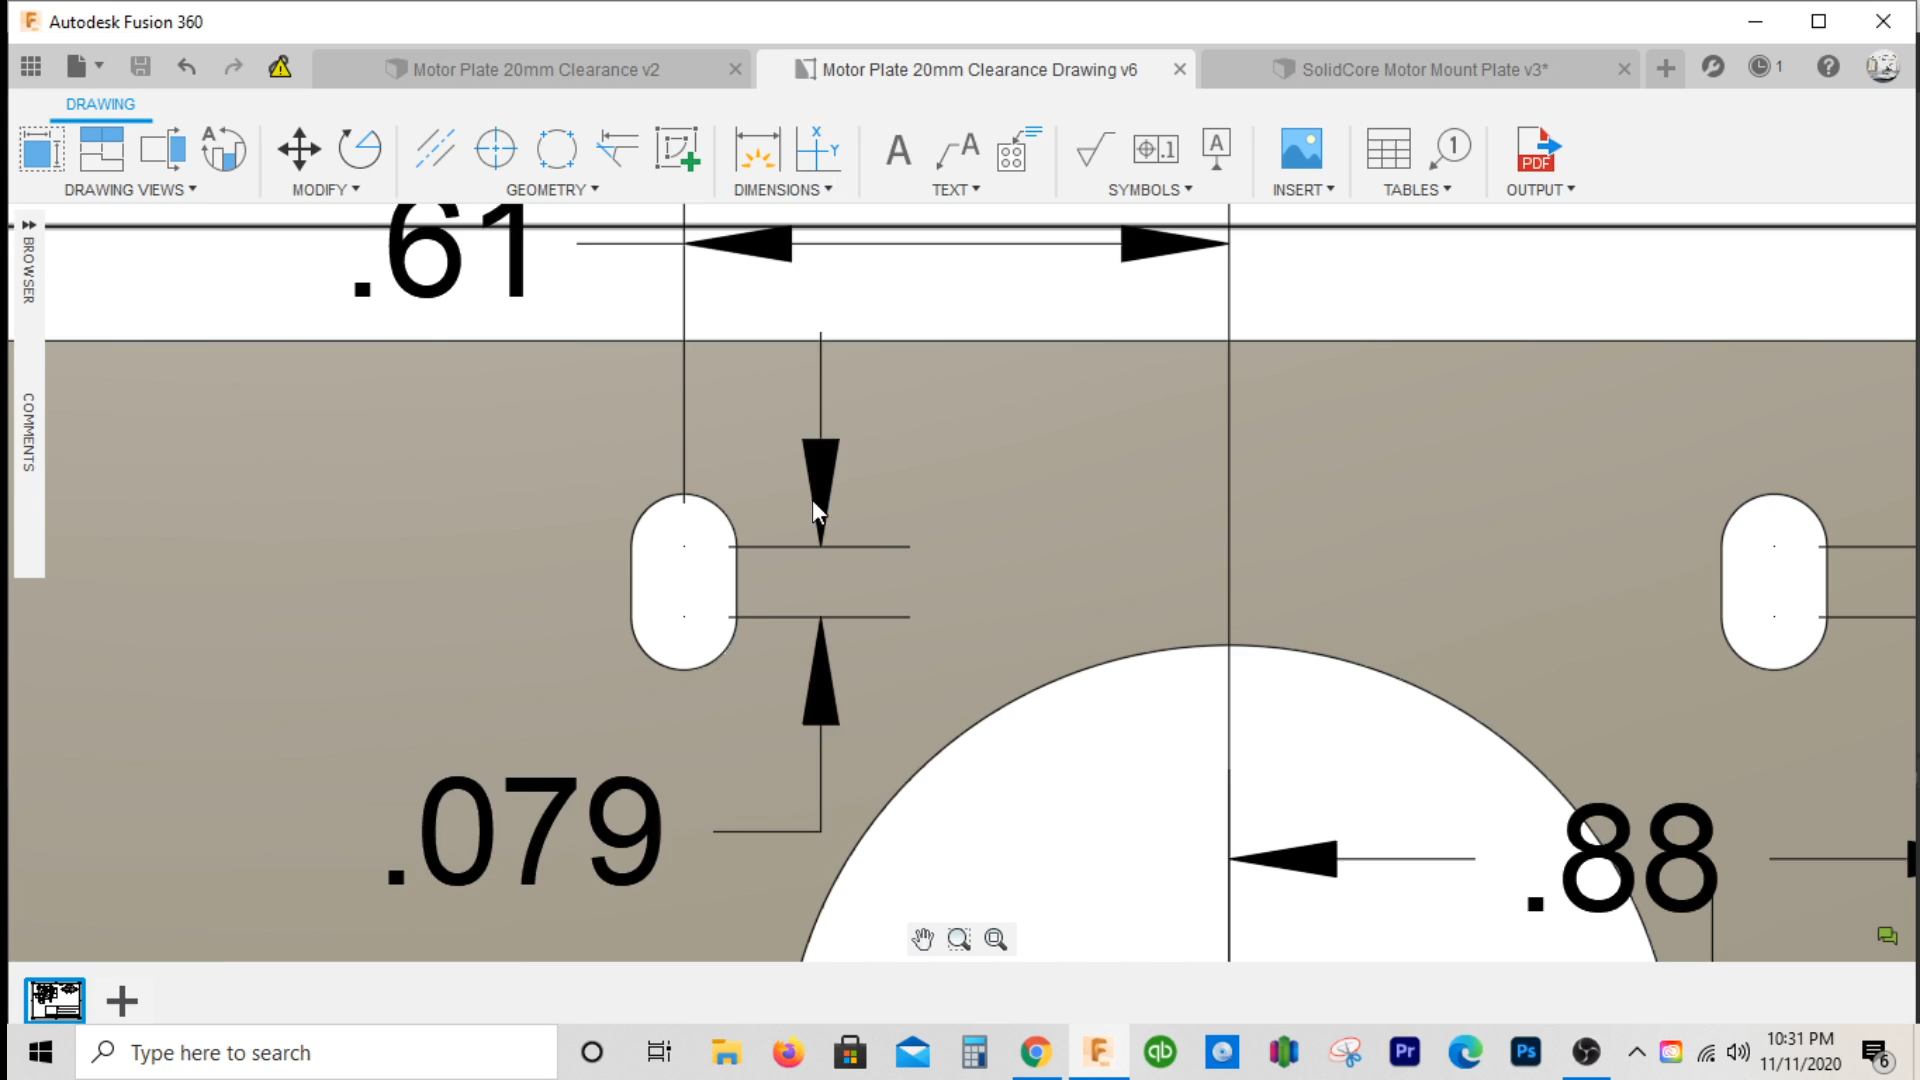 Autodesk Fusion 360
Motor Plate 20mm Clearance v2
Motor Plate 20mm Clearance Drawing v6
SolidCore Motor Mount Plate v3*
1
DRAWING
DRAWING VIEWS
MODIFY
GEOMETRY
DIMENSIONS
TEXT
SYMBOLS
INSERT
TABLES
OUTPUT
BROWSER
COMMENTS
.61
.079
.88
Type here to search
10:31 PM
11/11/2020
6